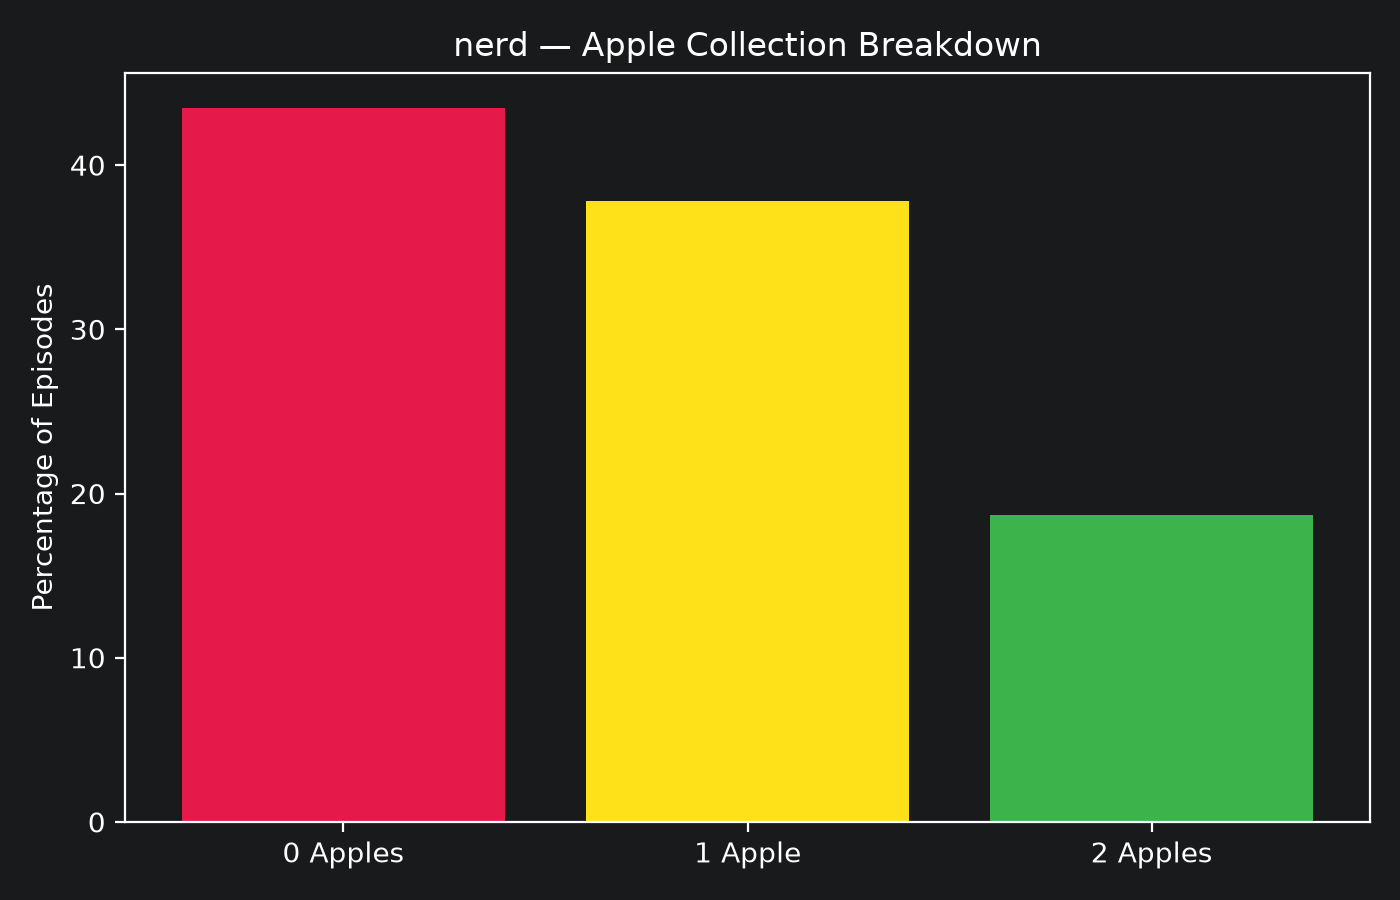 nerd — Apple Collection Breakdown
Percentage of Episodes
40
30
20
10
0
0 Apples
1 Apple
2 Apples